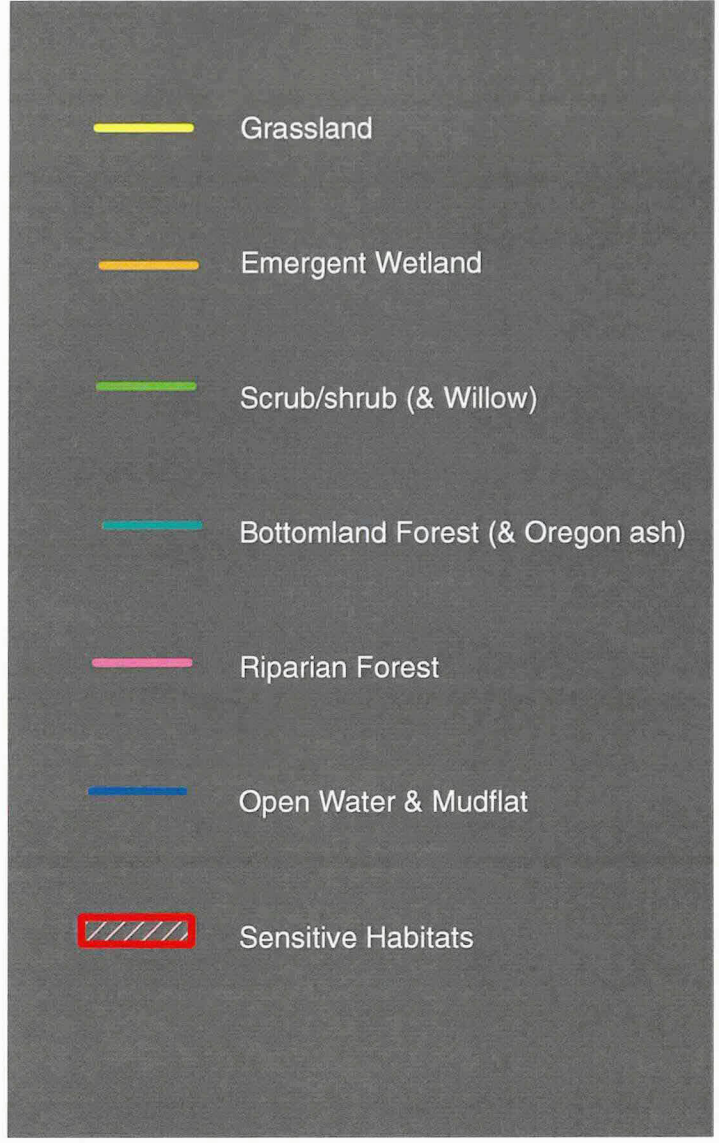 Grassland
Emergent Wetland
Scrub/shrub (& Willow)
Bottomland Forest (& Oregon ash)
Riparian Forest
Open Water & Mudflat
Sensitive Habitats